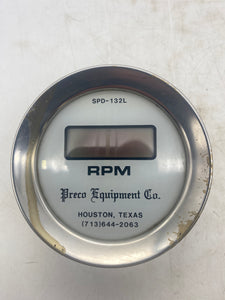 SPD-132L
RPM
Preco Equipment Co.
HOUSTON, TEXAS
(713)644-2063